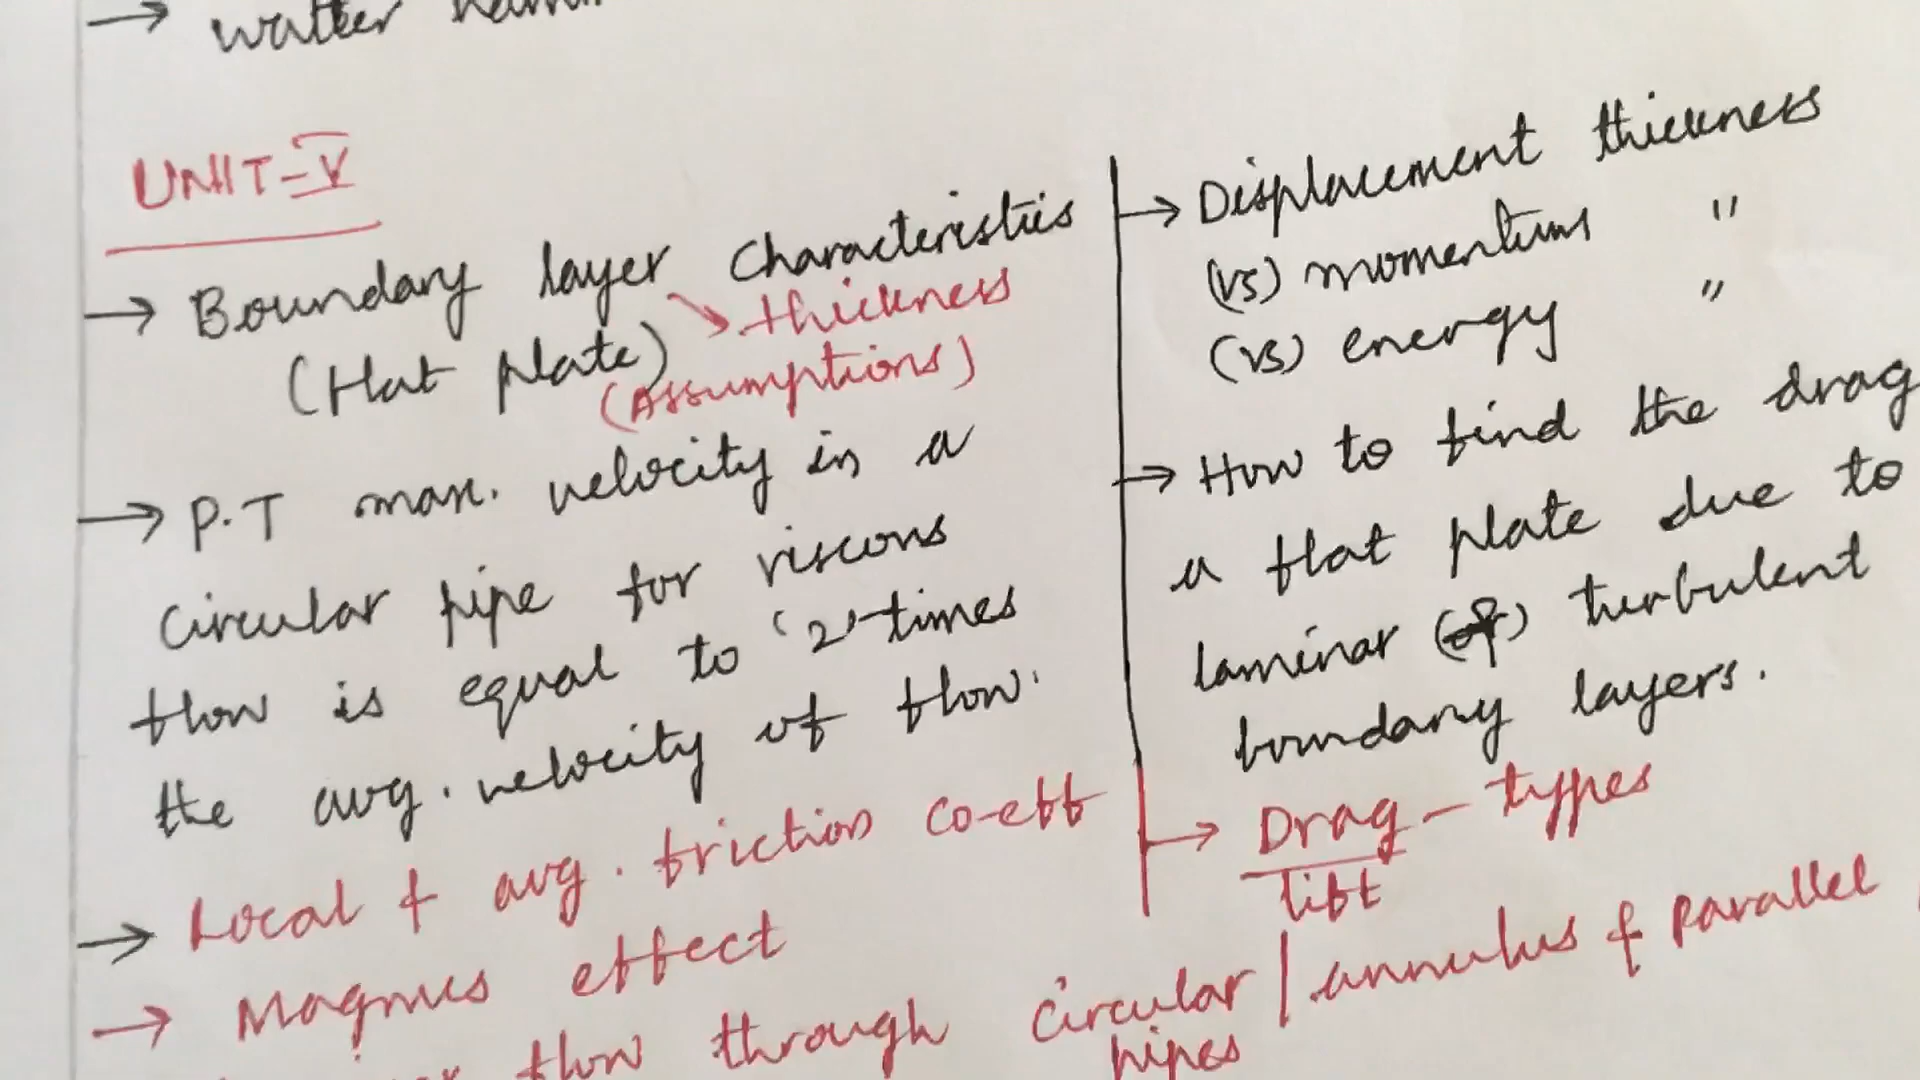 → watter
UNIT-V
→ Boundary layer characteristics
(Flat plate) ↘ thickness
(Assumptions)
→ P.T max. velocity in a
circular pipe for viscous
flow is equal to '2' times
the avg. velocity of flow.
→ Local & avg. friction co-eff
→ Magnus effect
flow through circular / annulus & parallel
pipes
→ Displacement thickness
(vs) momentum "
(vs) energy "
→ How to find the drag
a flat plate due to
laminar (or) turbulent
boundary layers.
→ Drag - types
lift